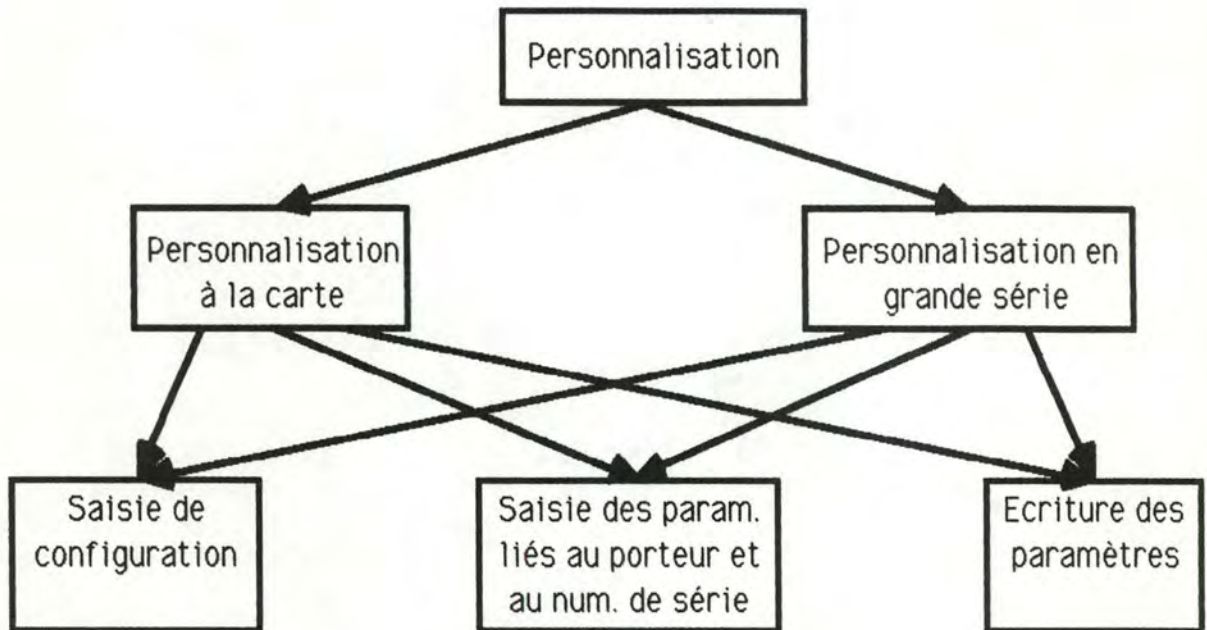 Personnalisation
Personnalisation
à la carte
Personnalisation en
grande série
Saisie de
configuration
Saisie des param.
liés au porteur et
au num. de série
Ecriture des
paramètres